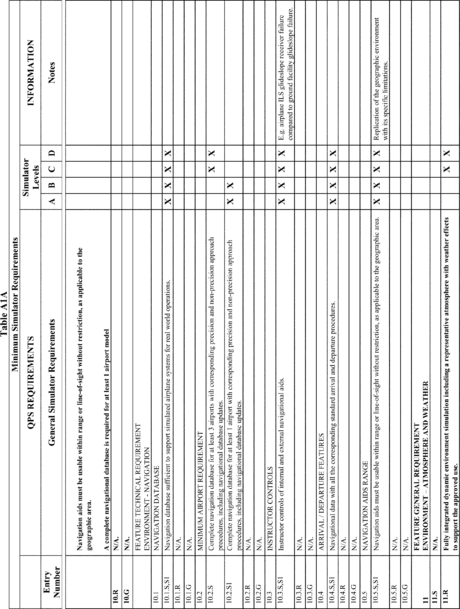 Table A1A
Minimum Simulator Requirements
QPS REQUIREMENTS
Simulator
Levels
INFORMATION
Entry
Number
General Simulator Requirements
A B C D
Notes
Navigation aids must be usable within range or line-of-sight without restriction, as applicable to the
geographic area.
A complete navigational database is required for at least 1 airport model
10.R N/A.
10.G N/A.
FEATURE TECHNICAL REQUIREMENT
ENVIRONMENT - NAVIGATION
10.1 NAVIGATION DATABASE
10.1.S,S1 Navigation database sufficient to support simulated airplane systems for real world operations. X X X X
10.1.R N/A.
10.1.G N/A.
10.2 MINIMUM AIRPORT REQUIREMENT
10.2.S Complete navigation database for at least 3 airports with corresponding precision and non-precision approach X X
procedures, including navigational database updates.
10.2.S1 Complete navigation database for at least 1 airport with corresponding precision and non-precision approach X X
procedures, including navigational database updates
10.2.R N/A.
10.2.G N/A.
10.3 INSTRUCTOR CONTROLS
10.3.S,S1 Instructor controls of internal and external navigational aids. X X X X E.g. airplane ILS glideslope receiver failure
compared to ground facility glideslope failure.
10.3.R N/A.
10.3.G N/A.
10.4 ARRIVAL / DEPARTURE FEATURES
10.4.S,S1 Navigational data with all the corresponding standard arrival and departure procedures. X X X X
10.4.R N/A.
10.4.G N/A.
10.5 NAVIGATION AIDS RANGE
10.5.S,S1 Navigation aids must be usable within range or line-of-sight without restriction, as applicable to the geographic area. X X X X Replication of the geographic environment
with its specific limitations.
10.5.R N/A.
10.5.G N/A.
FEATURE GENERAL REQUIREMENT
11 ENVIRONMENT - ATMOSPHERE AND WEATHER
11.S N/A.
11.R Fully integrated dynamic environment simulation including a representative atmosphere with weather effects X X
to support the approved use.